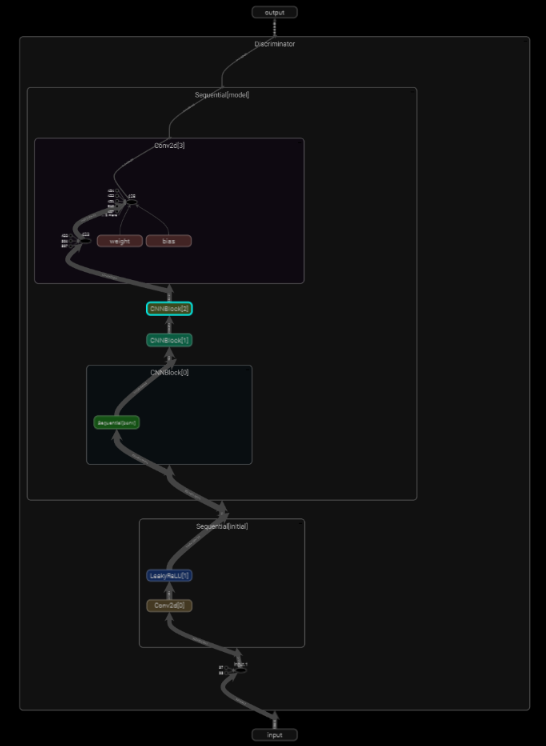 output
Discriminator
Sequential[model]
Conv2d[3]
weight
bias
CNNBlock[2]
CNNBlock[1]
CNNBlock[0]
Sequential[conv]
Sequential[initial]
LeakyReLU[1]
Conv2d[0]
input